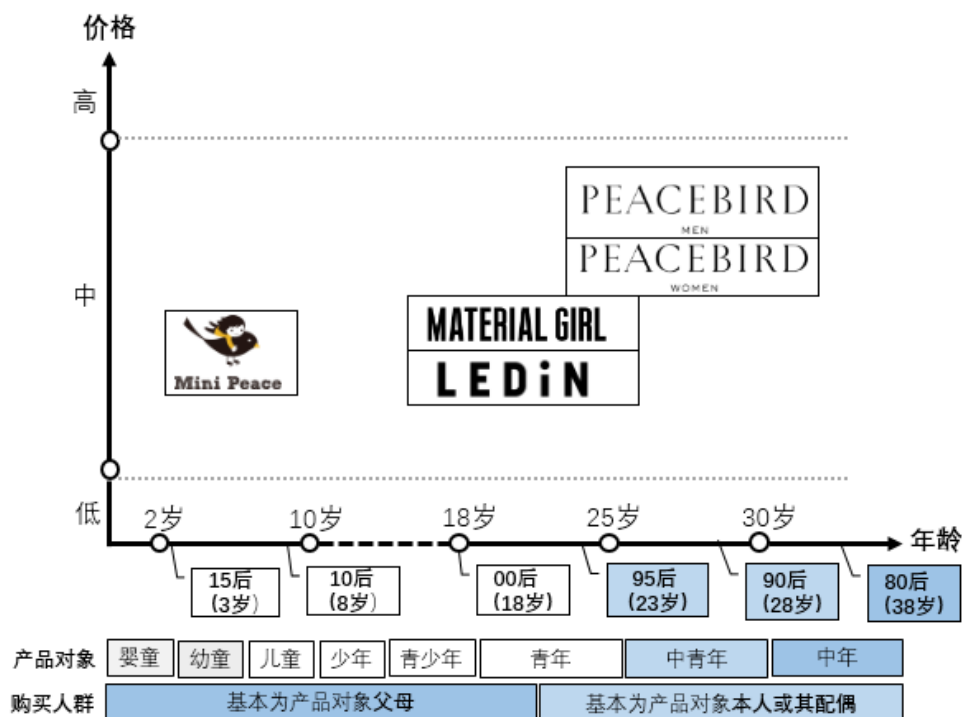 价格
高
PEACEBIRD
MEN
PEACEBIRD
WOMEN
中
MATERIAL GIRL
LEDiN
Mini Peace
低
2岁
10岁
18岁
25岁
30岁
年龄
15后
(3岁)
10后
(8岁)
00后
(18岁)
95后
(23岁)
90后
(28岁)
80后
(38岁)
产品对象 婴童 幼童 儿童 少年 青少年 青年 中青年 中年
购买人群 基本为产品对象父母 基本为产品对象本人或其配偶